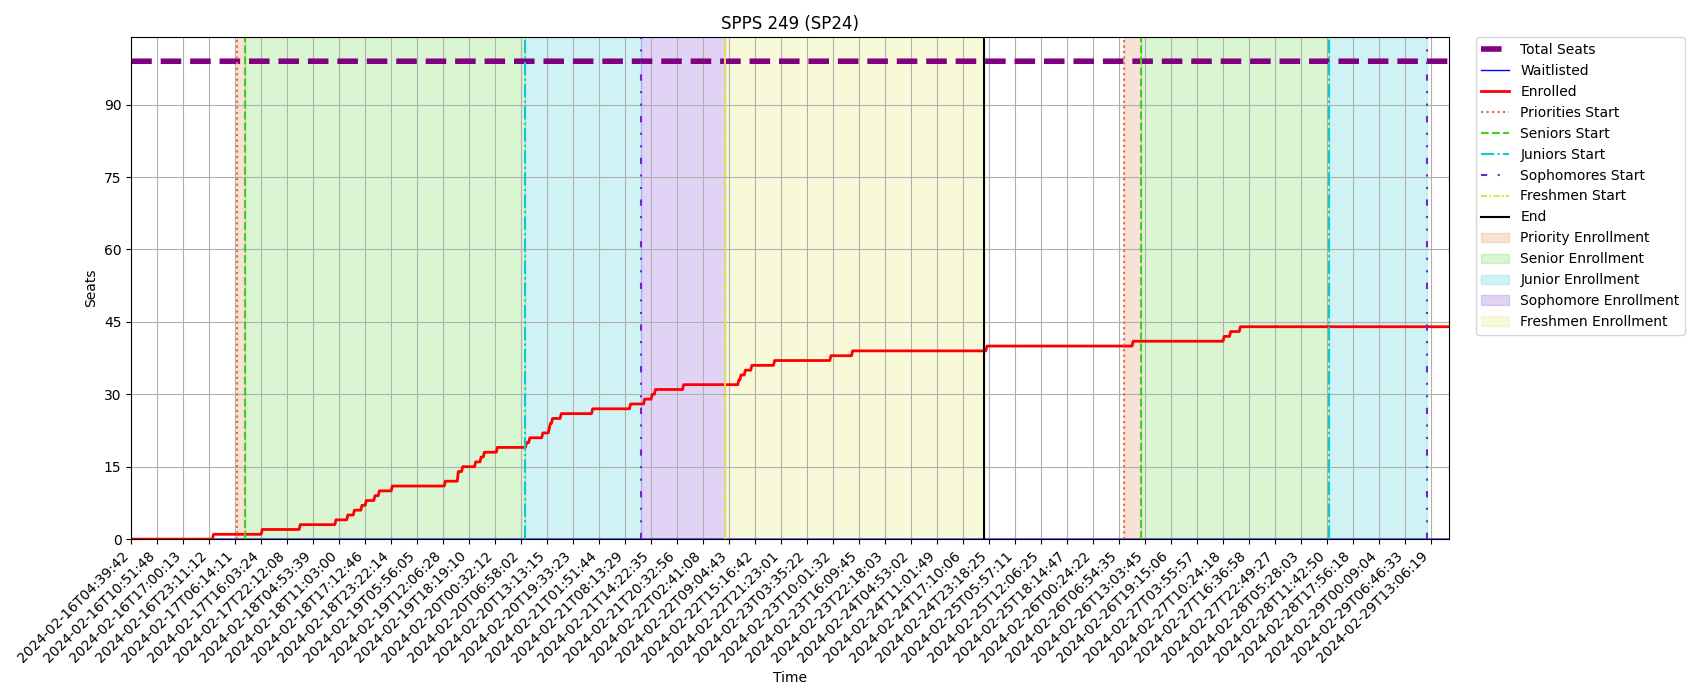 SPPS 249 (SP24)
Seats
90
75
60
45
30
15
0
2024-02-16T04:39:42
2024-02-16T10:51:48
2024-02-16T17:00:13
2024-02-16T23:11:12
2024-02-17T06:14:11
2024-02-17T16:03:24
2024-02-17T22:12:08
2024-02-18T04:53:39
2024-02-18T11:03:00
2024-02-18T17:12:46
2024-02-18T23:22:14
2024-02-19T05:56:05
2024-02-19T12:06:28
2024-02-19T18:19:10
2024-02-20T00:32:12
2024-02-20T06:58:02
2024-02-20T13:13:15
2024-02-20T19:33:23
2024-02-21T01:51:44
2024-02-21T08:13:29
2024-02-21T14:22:35
2024-02-21T20:32:56
2024-02-22T02:41:08
2024-02-22T09:04:43
2024-02-22T15:16:42
2024-02-22T21:23:01
2024-02-23T03:35:22
2024-02-23T10:01:32
2024-02-23T16:09:45
2024-02-23T22:18:03
2024-02-24T04:53:02
2024-02-24T11:01:49
2024-02-24T17:10:06
2024-02-24T23:18:25
2024-02-25T05:57:11
2024-02-25T12:06:25
2024-02-25T18:14:47
2024-02-26T00:24:22
2024-02-26T06:54:35
2024-02-26T13:03:45
2024-02-26T19:15:06
2024-02-27T03:55:57
2024-02-27T10:24:18
2024-02-27T16:36:58
2024-02-27T22:49:27
2024-02-28T05:28:03
2024-02-28T11:42:50
2024-02-28T17:56:18
2024-02-29T00:09:04
2024-02-29T06:46:33
2024-02-29T13:06:19
Time
Total Seats
Waitlisted
Enrolled
Priorities Start
Seniors Start
Juniors Start
Sophomores Start
Freshmen Start
End
Priority Enrollment
Senior Enrollment
Junior Enrollment
Sophomore Enrollment
Freshmen Enrollment